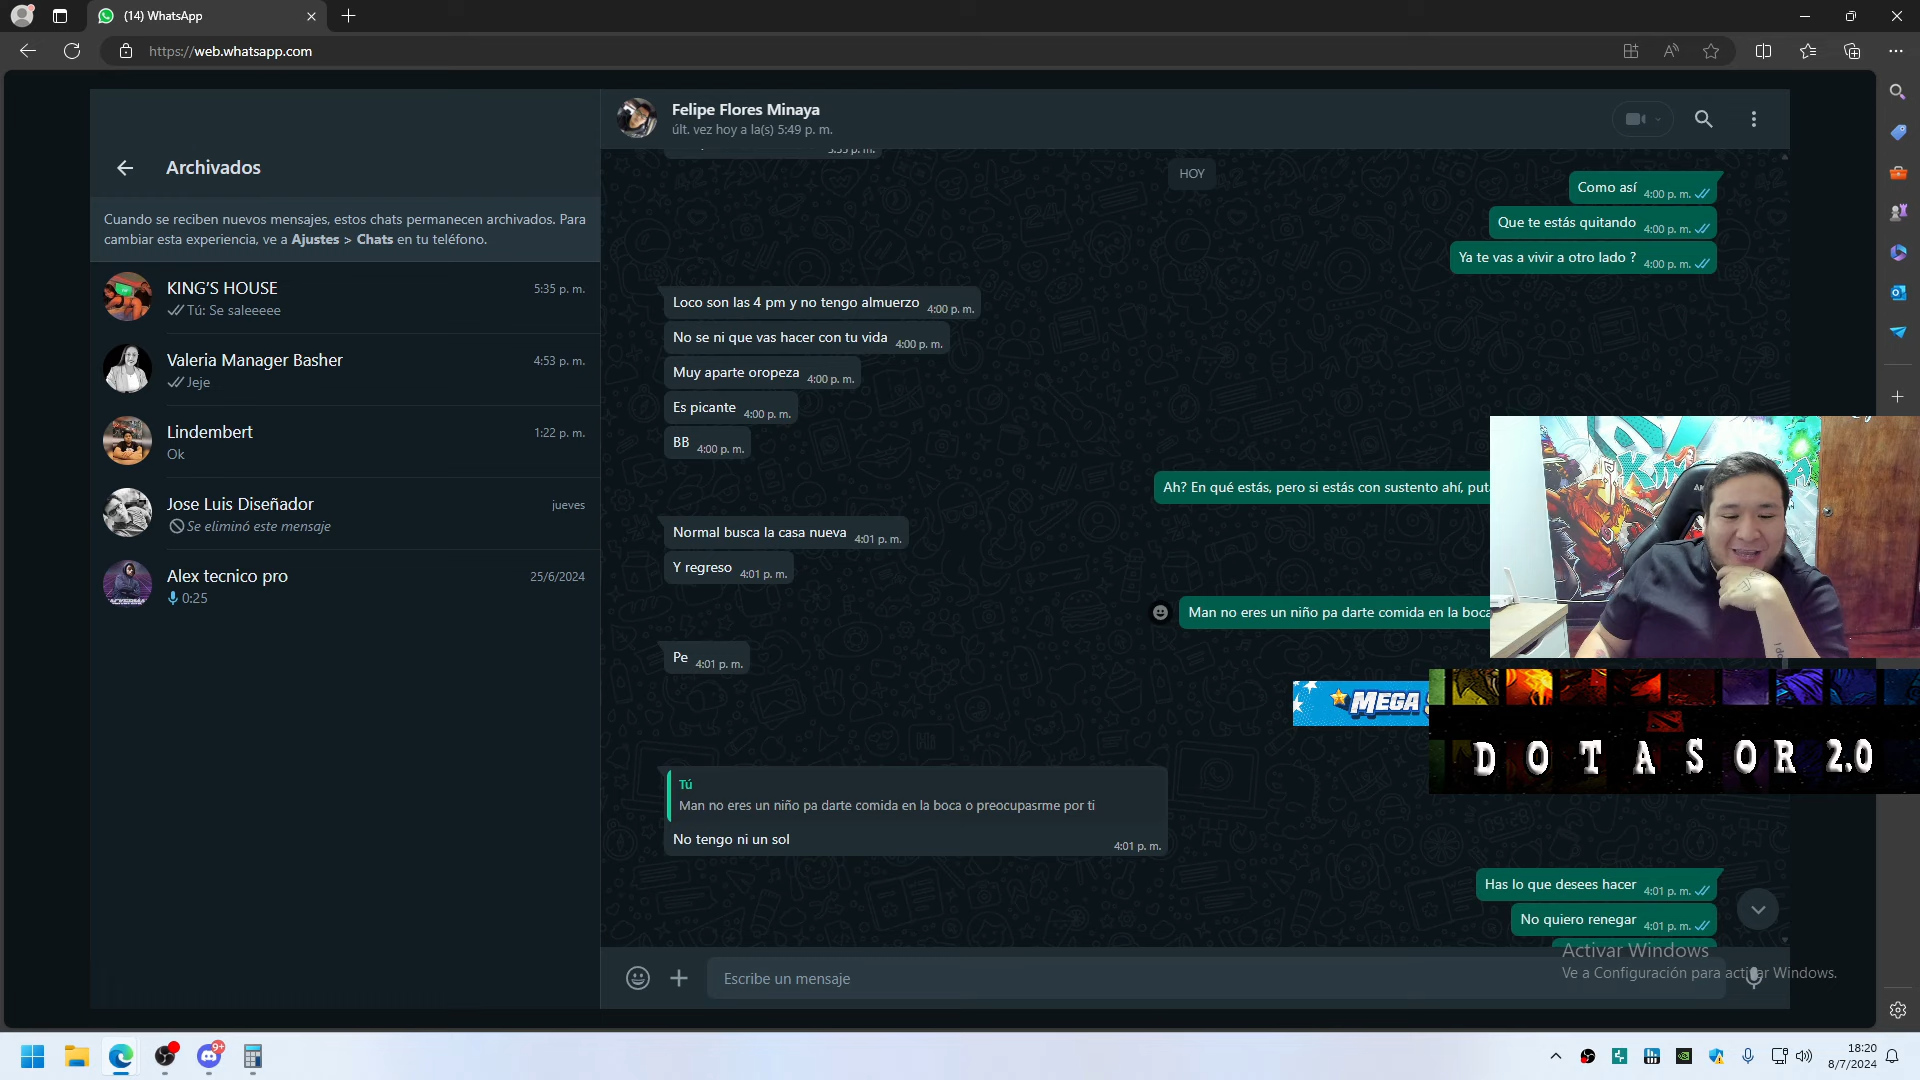 (14) WhatsApp
https://web.whatsapp.com
Archivados
Cuando se reciben nuevos mensajes, estos chats permanecen archivados. Para
cambiar esta experiencia, ve a Ajustes > Chats en tu teléfono.
KING'S HOUSE
5:35 p. m.
Tú: Se saleeeee
Valeria Manager Basher
4:53 p. m.
Jeje
Lindembert
1:22 p. m.
Ok
Jose Luis Diseñador
jueves
Se eliminó este mensaje
Alex tecnico pro
25/6/2024
0:25
Felipe Flores Minaya
últ. vez hoy a la(s) 5:49 p. m.
HOY
Como así 4:00 p. m.
Que te estás quitando 4:00 p. m.
Ya te vas a vivir a otro lado ? 4:00 p. m.
Loco son las 4 pm y no tengo almuerzo 4:00 p. m.
No se ni que vas hacer con tu vida 4:00 p. m.
Muy aparte oropeza 4:00 p. m.
Es picante 4:00 p. m.
BB 4:00 p. m.
Ah? En qué estás, pero si estás con sustento ahí, put
Normal busca la casa nueva 4:01 p. m.
Y regreso 4:01 p. m.
Man no eres un niño pa darte comida en la boca
Pe 4:01 p. m.
MEGA
DOTASOR 2.0
Tú
Man no eres un niño pa darte comida en la boca o preocupasrme por ti
No tengo ni un sol
4:01 p. m.
Has lo que desees hacer 4:01 p. m.
No quiero renegar 4:01 p. m.
Activar Windows
Ve a Configuración para activar Windows.
Escribe un mensaje
9+
18:20
8/7/2024